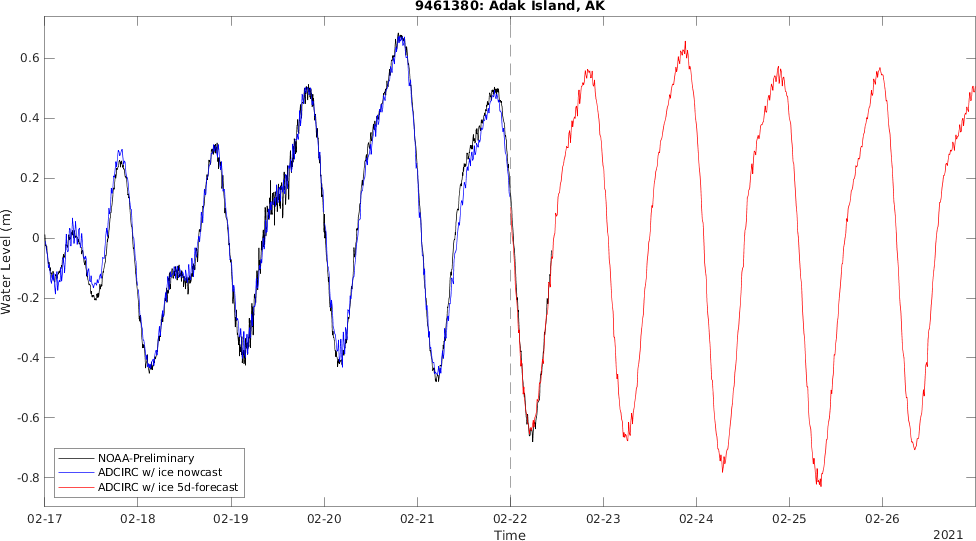 9461380: Adak Island, AK
0.6
0.4
0.2
0
-0.2
-0.4
-0.6
-0.8
Water Level (m)
NOAA-Preliminary
ADCIRC w/ ice nowcast
ADCIRC w/ ice 5d-forecast
02-17 02-18 02-19 02-20 02-21 02-22 02-23 02-24 02-25 02-26
Time
2021